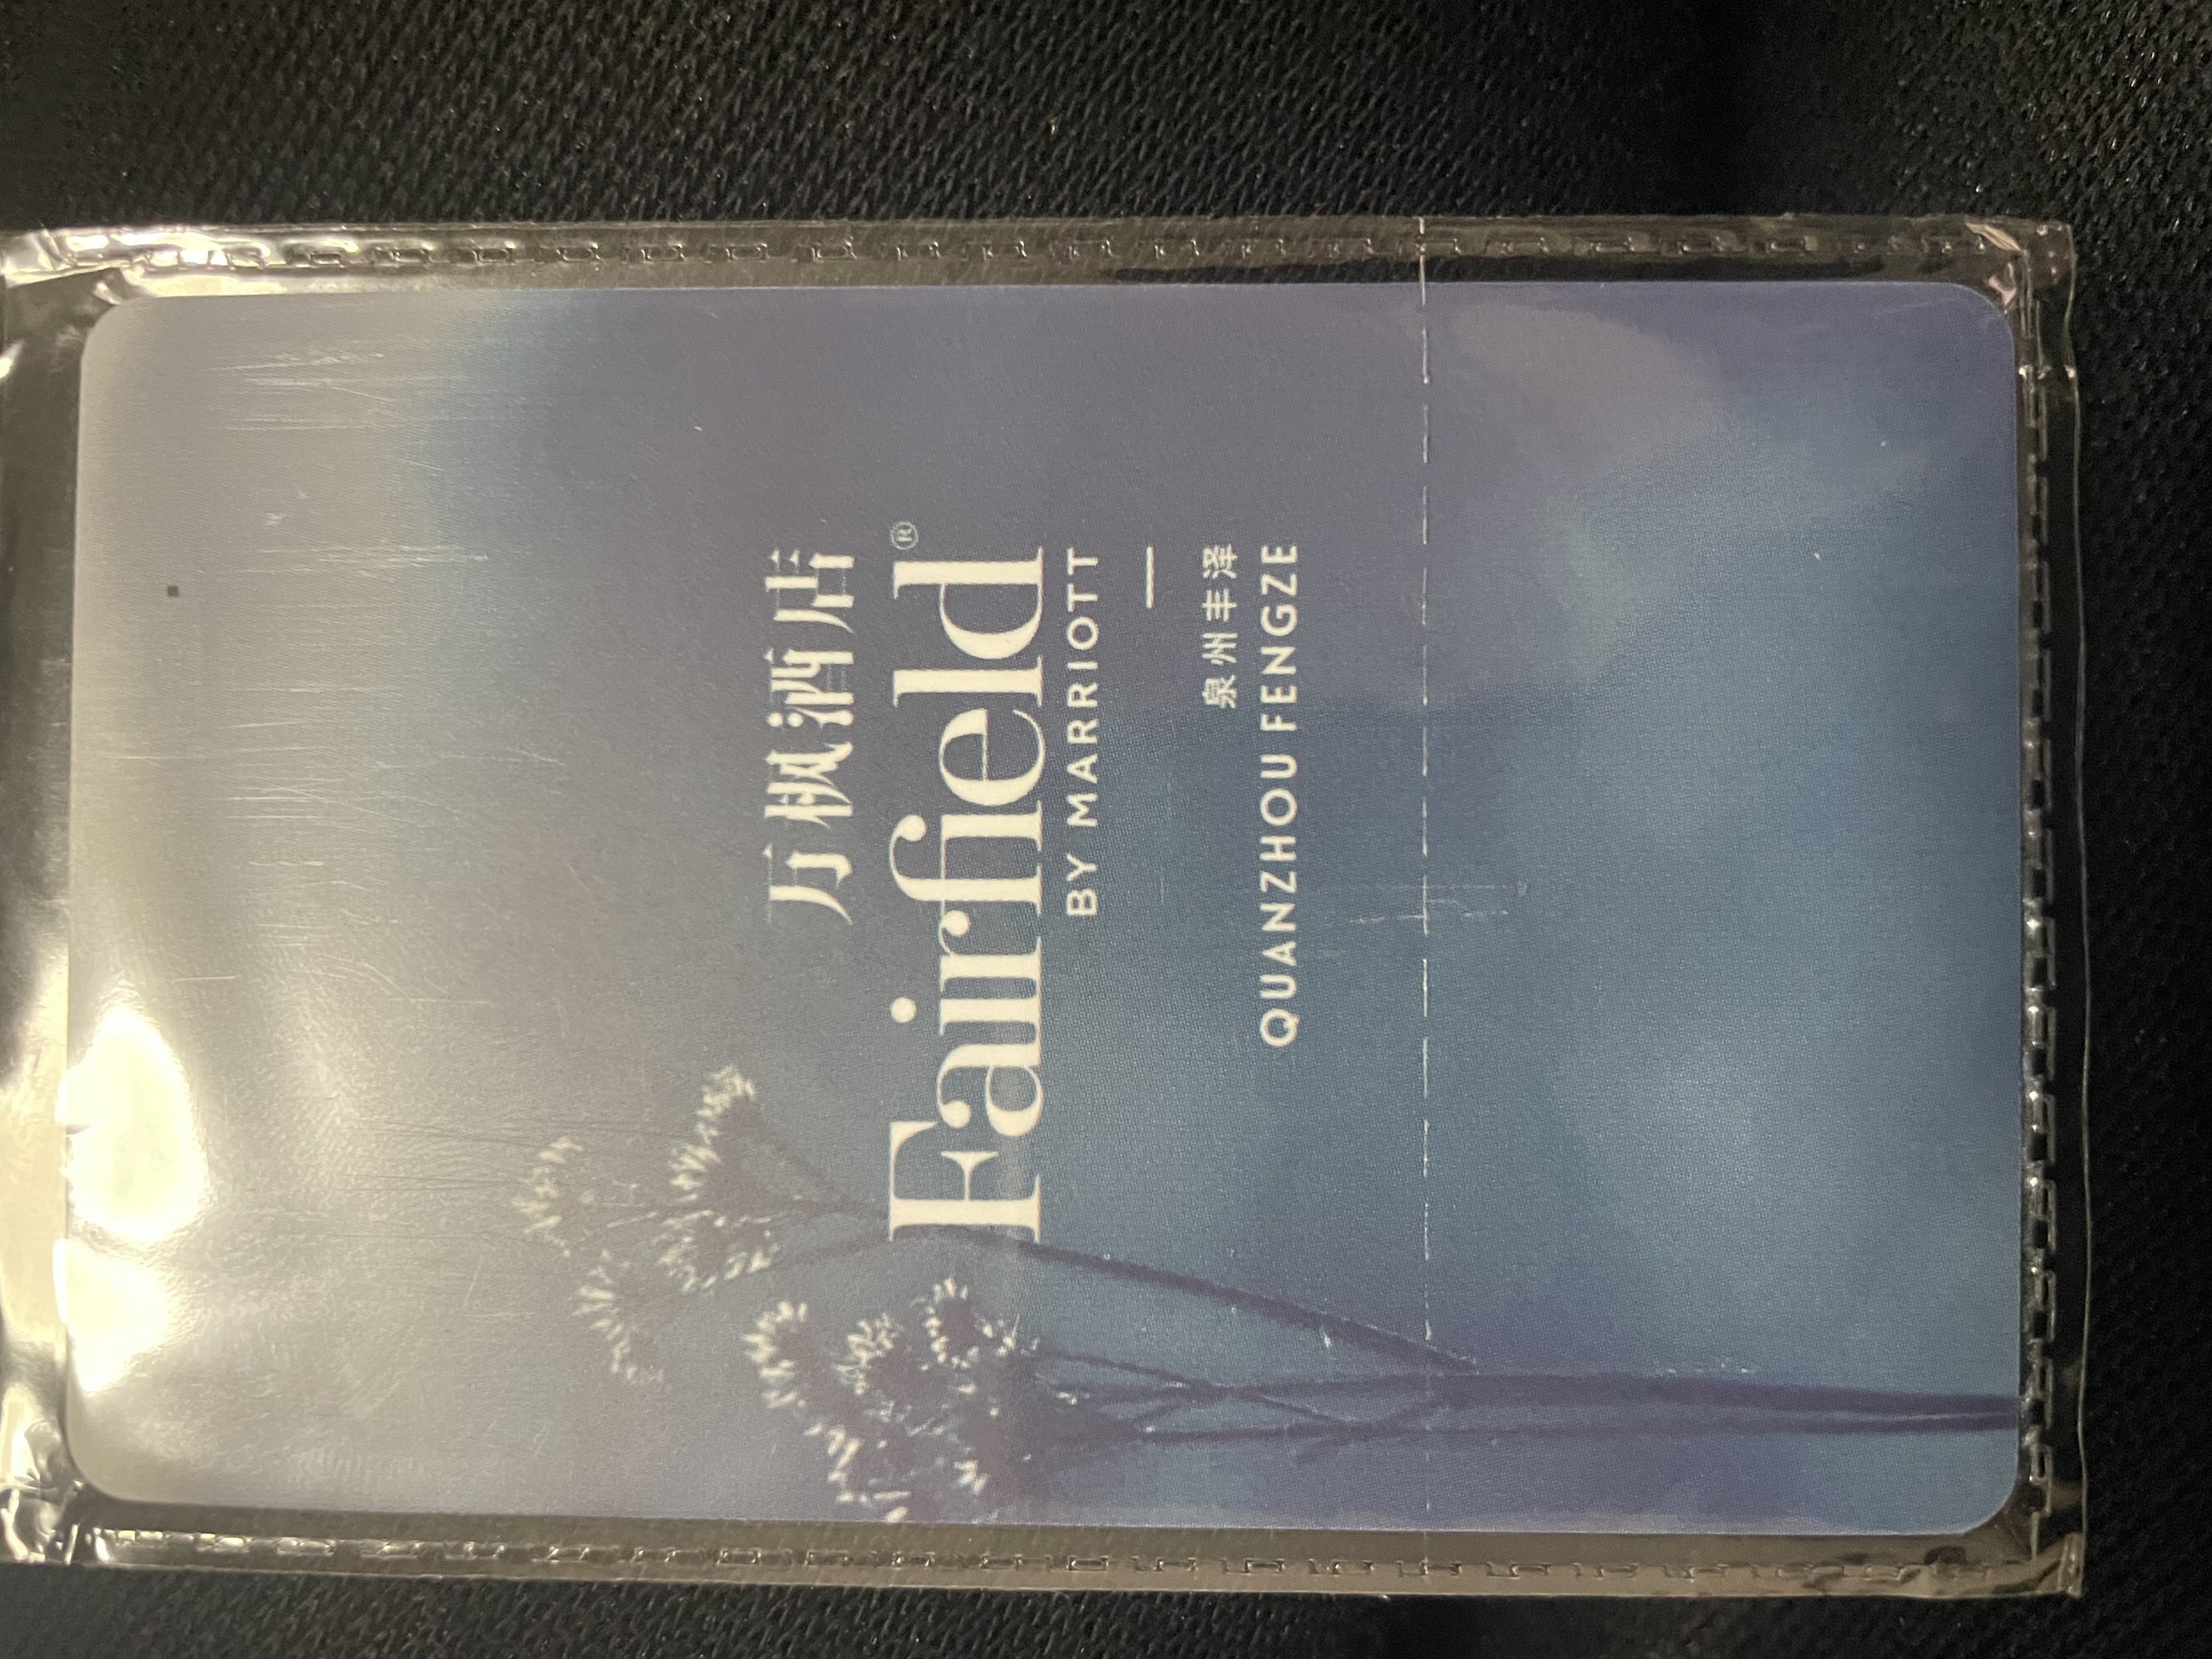 万枫酒店
Fairfield®
BY MARRIOTT
泉州丰泽
QUANZHOU FENGZE